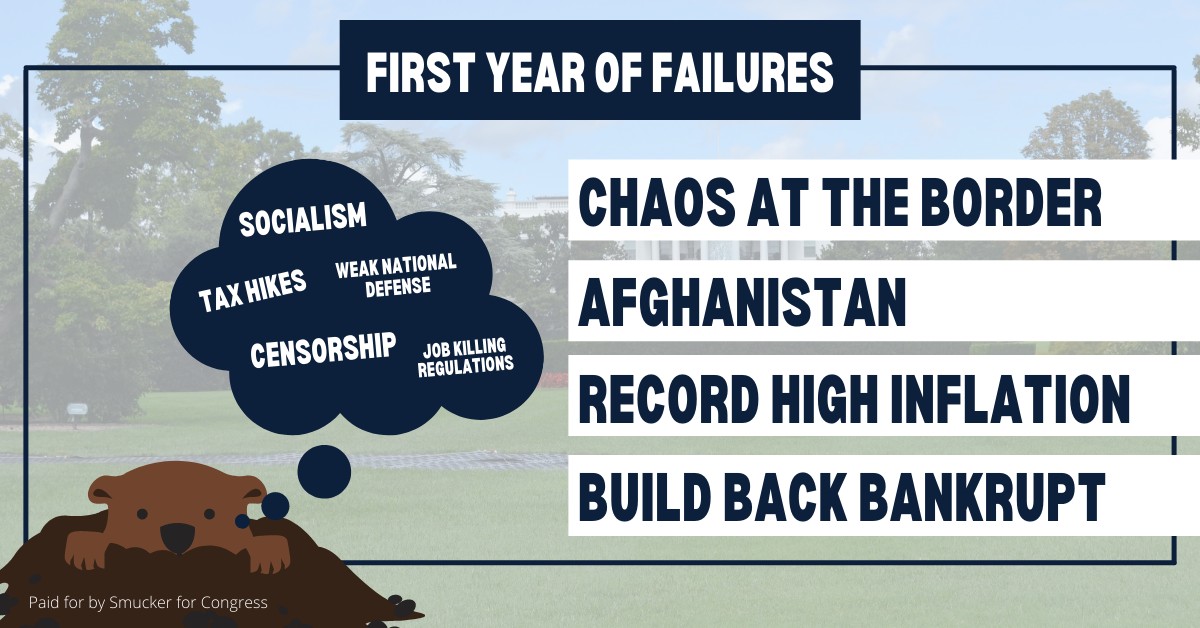 FIRST YEAR OF FAILURES
SOCIALISM
TAX HIKES
WEAK NATIONAL
DEFENSE
CENSORSHIP
JOB KILLING
REGULATIONS
CHAOS AT THE BORDER
AFGHANISTAN
RECORD HIGH INFLATION
BUILD BACK BANKRUPT
Paid for by Smucker for Congress